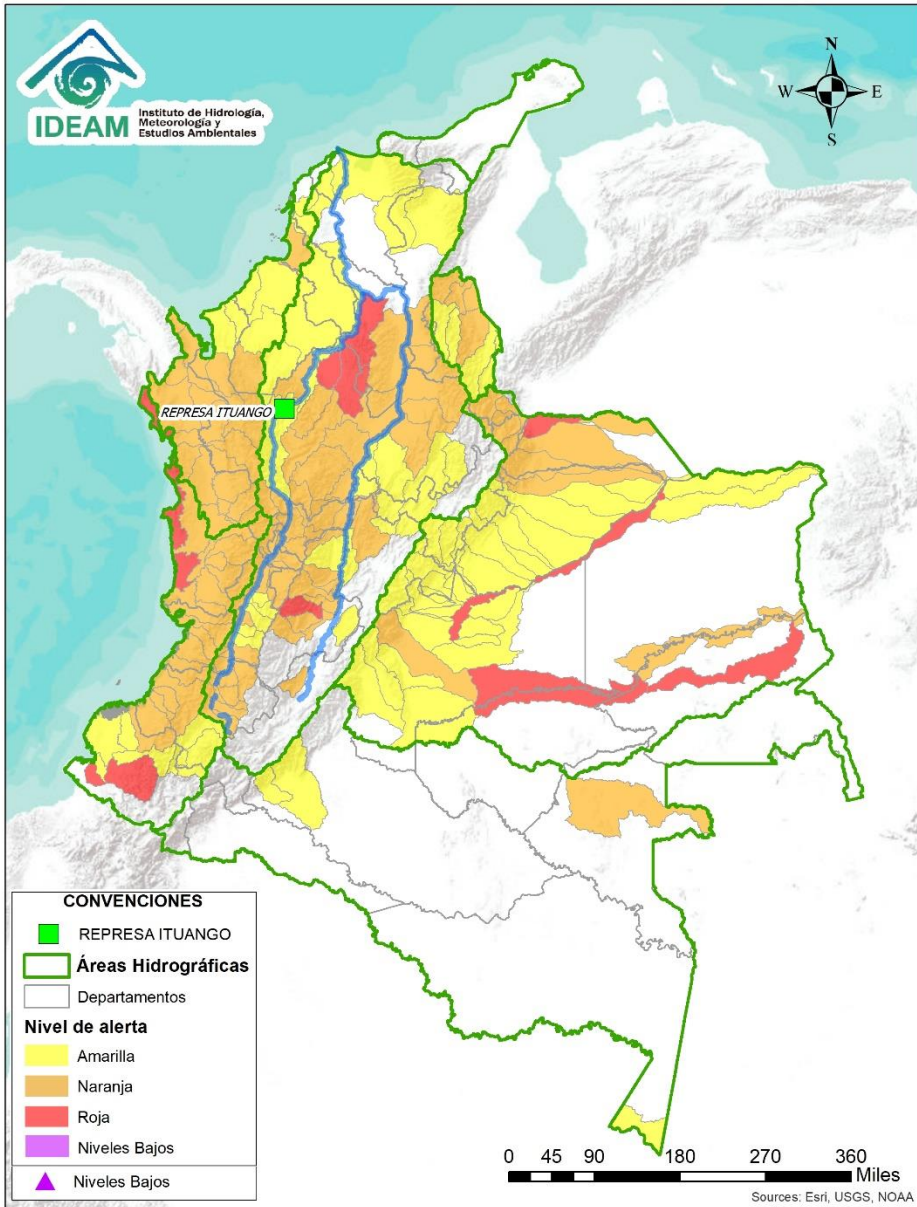 IDEAM
Instituto de Hidrología,
Meteorología y
Estudios Ambientales
N
W
E
S
REPRESA ITUANGO
CONVENCIONES
REPRESA ITUANGO
Áreas Hidrográficas
Departamentos
Nivel de alerta
Amarilla
Naranja
Roja
Niveles Bajos
Niveles Bajos
0 45 90 180 270 360
Miles
Sources: Esri, USGS, NOAA